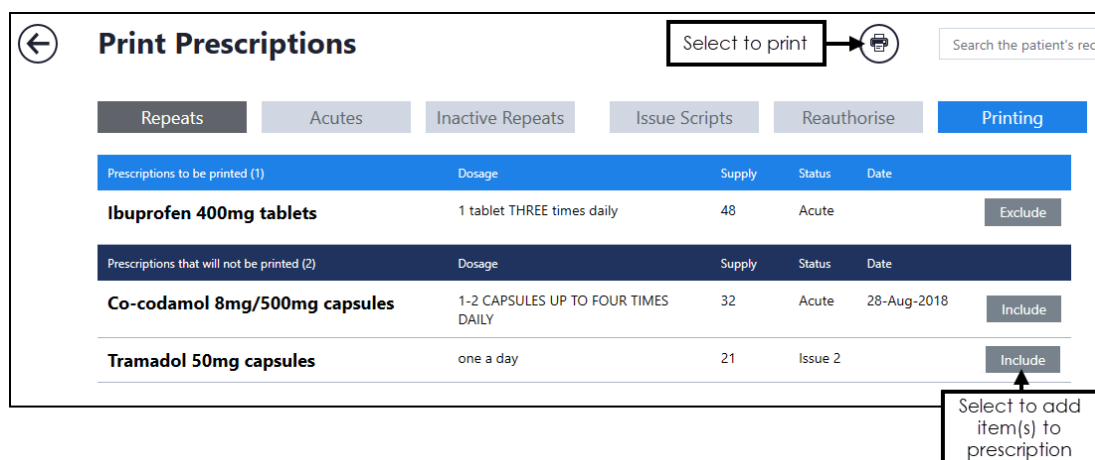 Print Prescriptions
Select to print
Search the patient's rec
Repeats Acutes Inactive Repeats Issue Scripts Reauthorise Printing
Prescriptions to be printed (1) Dosage Supply Status Date
Ibuprofen 400mg tablets 1 tablet THREE times daily 48 Acute Exclude
Prescriptions that will not be printed (2) Dosage Supply Status Date
Co-codamol 8mg/500mg capsules 1-2 CAPSULES UP TO FOUR TIMES 32 Acute 28-Aug-2018 Include
DAILY
Tramadol 50mg capsules one a day 21 Issue 2 Include
Select to add
item(s) to
prescription